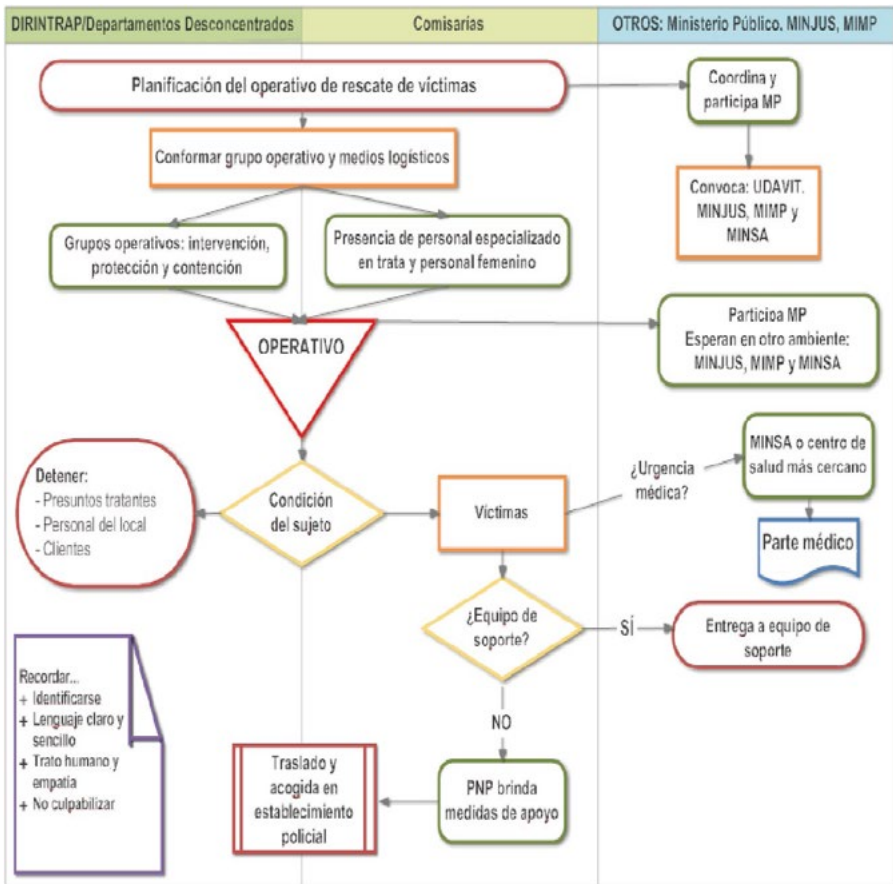 DIRINTRAP/Departamentos Desconcentrados
Comisarias
OTROS: Ministerio Público. MINJUS, MIMP
Planificación del operativo de rescate de víctimas
Coordina y
participa MP
Conformar grupo operativo y medios logísticos
Convoca: UDAVIT.
MINJUS, MIMP y
MINSA
Grupos operativos: intervención,
protección y contención
Presencia de personal especializado
en trata y personal femenino
OPERATIVO
Participa MP
Esperan en otro ambiente:
MINJUS, MIMP y MINSA
Detener:
- Presuntos tratantes
- Personal del local
- Clientes
Condición
del sujeto
Víctimas
¿Urgencia
médica?
MINSA o centro de
salud más cercano
Parte médico
¿Equipo de
soporte?
SÍ
Entrega a equipo de
soporte
Recordar...
+ Identificarse
+ Lenguaje claro y
sencillo
+ Trato humano y
empatía
+ No culpabilizar
NO
Traslado y
acogida en
establecimiento
policial
PNP brinda
medidas de apoyo